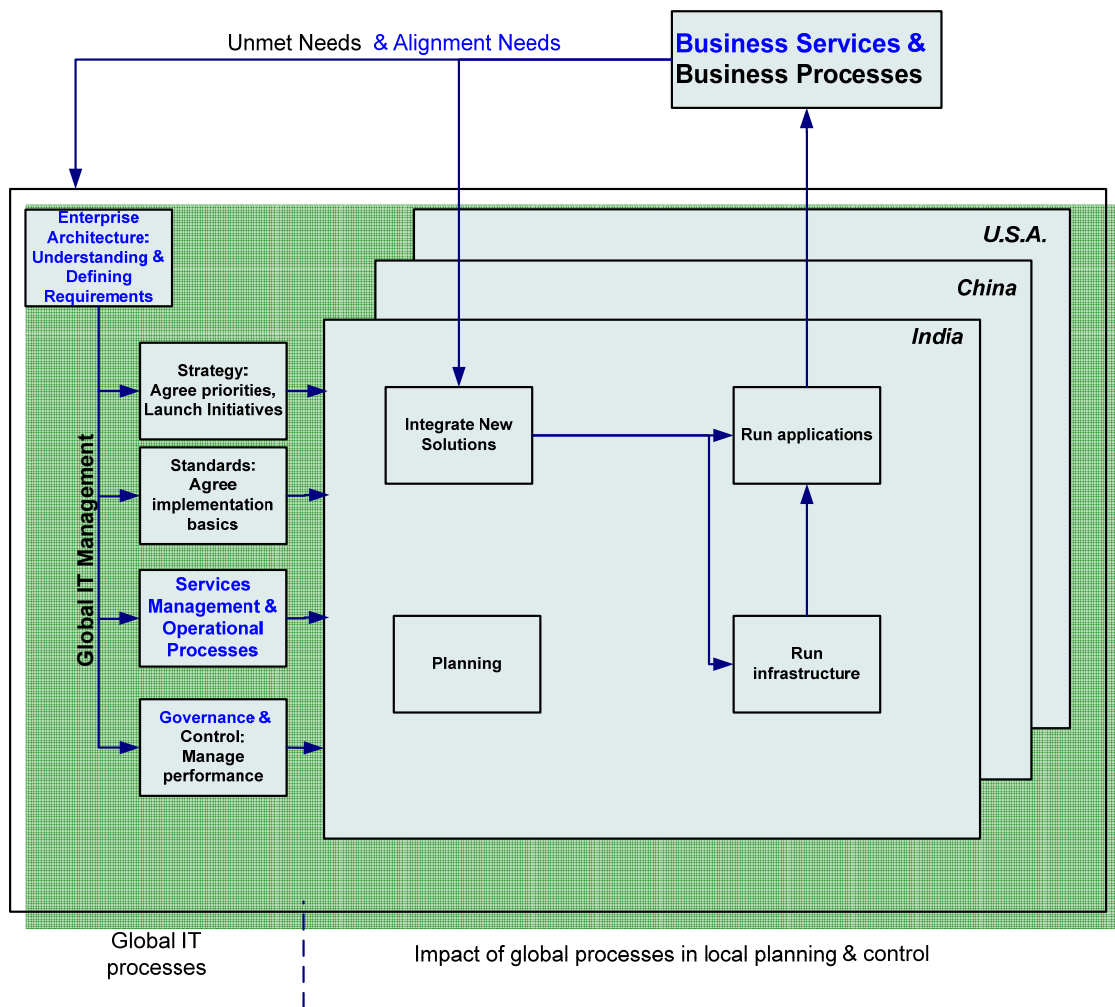 Unmet Needs & Alignment Needs
Business Services &
Business Processes
Enterprise
Architecture:
Understanding &
Defining
Requirements
U.S.A.
China
India
Global IT Management
Strategy:
Agree priorities,
Launch Initiatives
Standards:
Agree
implementation
basics
Services
Management &
Operational
Processes
Governance &
Control:
Manage
performance
Integrate New
Solutions
Run applications
Planning
Run
infrastructure
Global IT
processes
Impact of global processes in local planning & control